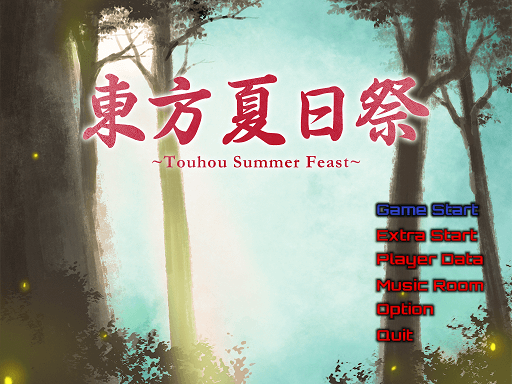 東方夏日祭
~Touhou Summer Feast~
Game Start
Extra Start
Player Data
Music Room
Option
Quit